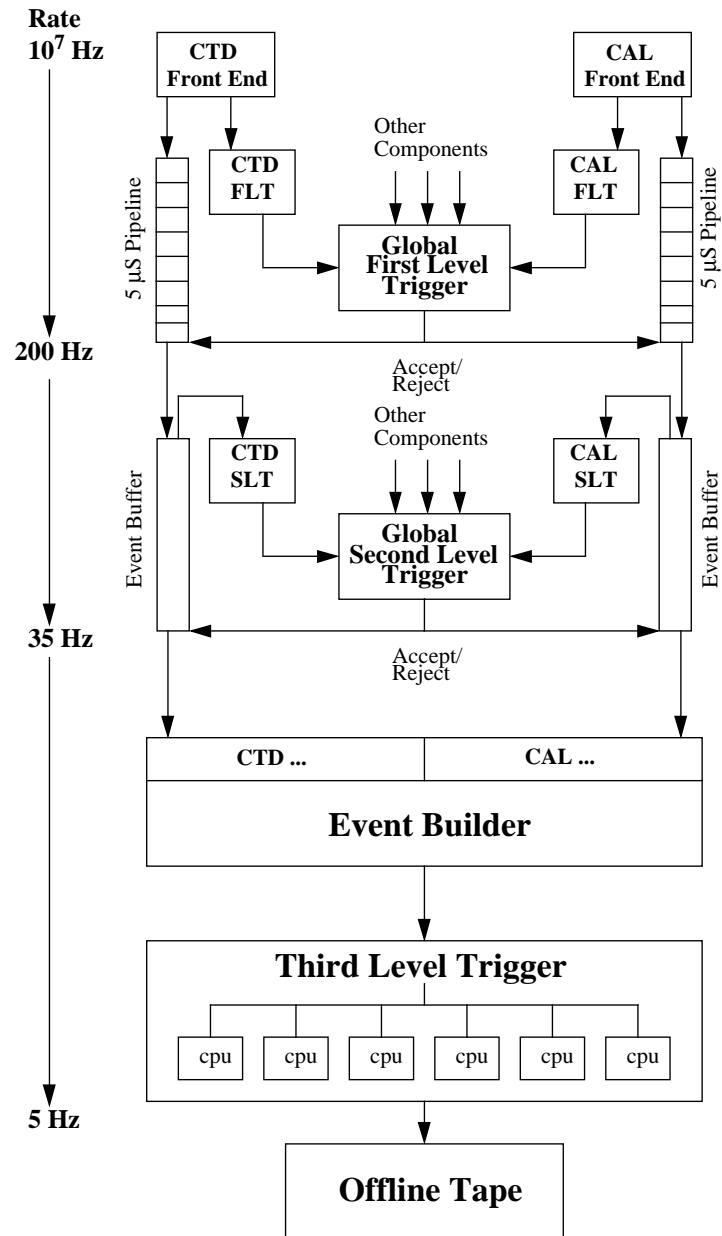 Rate
10⁷ Hz
CTD
Front End
CAL
Front End
Other
Components
CTD
FLT
CAL
FLT
5 μS Pipeline
5 μS Pipeline
Global
First Level
Trigger
200 Hz
Accept/
Reject
Other
Components
CTD
SLT
CAL
SLT
Event Buffer
Event Buffer
Global
Second Level
Trigger
35 Hz
Accept/
Reject
CTD ...
CAL ...
Event Builder
Third Level Trigger
cpu
cpu
cpu
cpu
cpu
cpu
5 Hz
Offline Tape